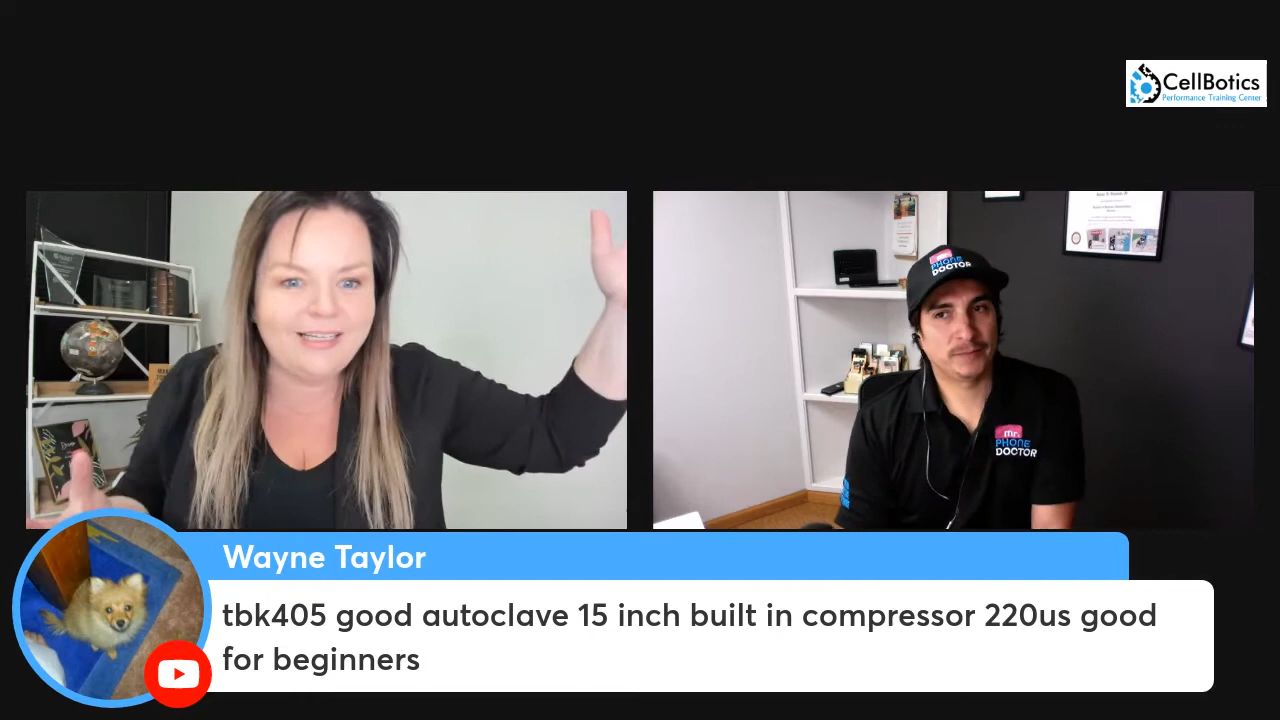 CellBotics
Performance Training Center
PHONE
DOCTOR
mr.
PHONE
DOCTOR
Wayne Taylor
tbk405 good autoclave 15 inch built in compressor 220us good
for beginners